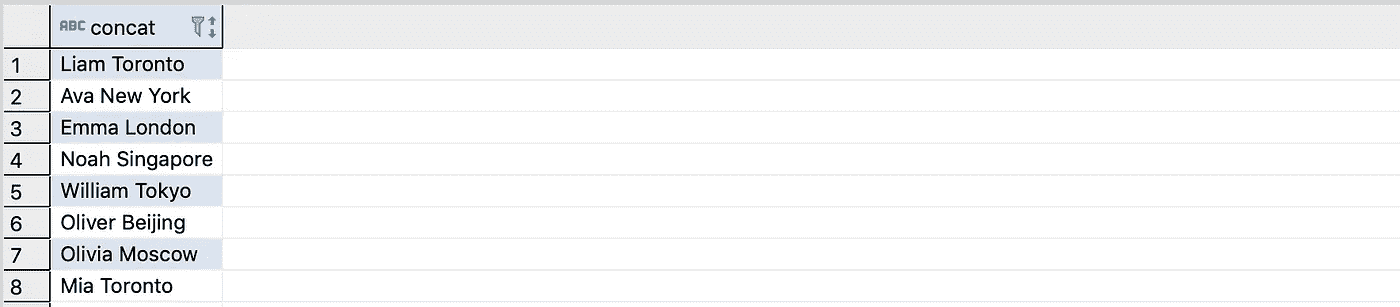 ABC concat
1 Liam Toronto
2 Ava New York
3 Emma London
4 Noah Singapore
5 William Tokyo
6 Oliver Beijing
7 Olivia Moscow
8 Mia Toronto